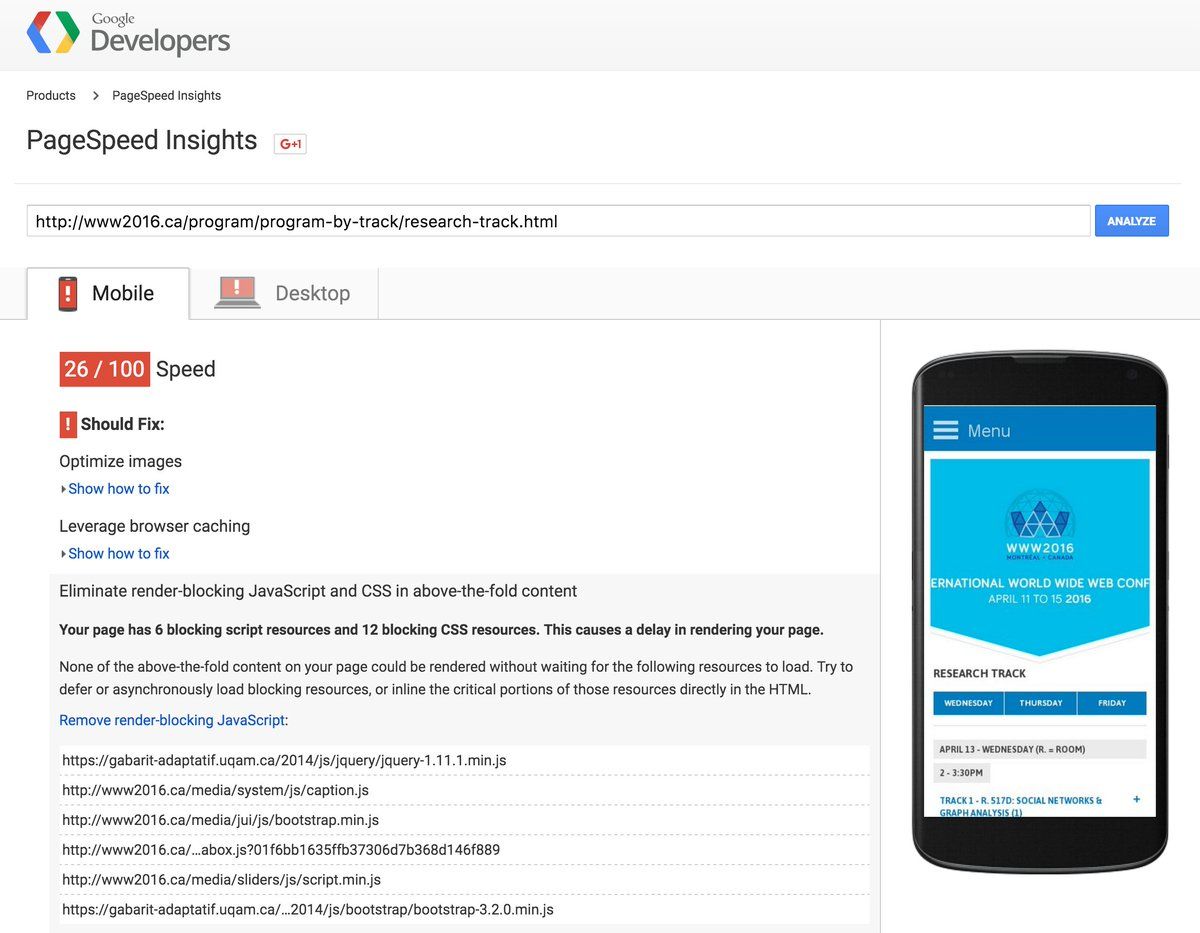 Google
Developers
Products > PageSpeed Insights
PageSpeed Insights
G+1
http://www2016.ca/program/program-by-track/research-track.html
ANALYZE
Mobile
Desktop
26 / 100 Speed
! Should Fix:
Optimize images
Show how to fix
Leverage browser caching
Show how to fix
Eliminate render-blocking JavaScript and CSS in above-the-fold content
Your page has 6 blocking script resources and 12 blocking CSS resources. This causes a delay in rendering your page.
None of the above-the-fold content on your page could be rendered without waiting for the following resources to load. Try to
defer or asynchronously load blocking resources, or inline the critical portions of those resources directly in the HTML.
Remove render-blocking JavaScript:
https://gabarit-adaptatif.uqam.ca/2014/js/jquery/jquery-1.11.1.min.js
http://www2016.ca/media/system/js/caption.js
http://www2016.ca/media/jui/js/bootstrap.min.js
http://www2016.ca/…abox.js?01f6bb1635ffb37306d7b368d146f889
http://www2016.ca/media/sliders/js/script.min.js
https://gabarit-adaptatif.uqam.ca/…2014/js/bootstrap/bootstrap-3.2.0.min.js
Menu
WWW2016
MONTRÉAL • CANADA
ERNATIONAL WORLD WIDE WEB CONF
APRIL 11 TO 15 2016
RESEARCH TRACK
WEDNESDAY THURSDAY FRIDAY
APRIL 13 - WEDNESDAY (R. = ROOM)
2 - 3:30PM
TRACK 1 - R. 517D: SOCIAL NETWORKS & +
GRAPH ANALYSIS (1)